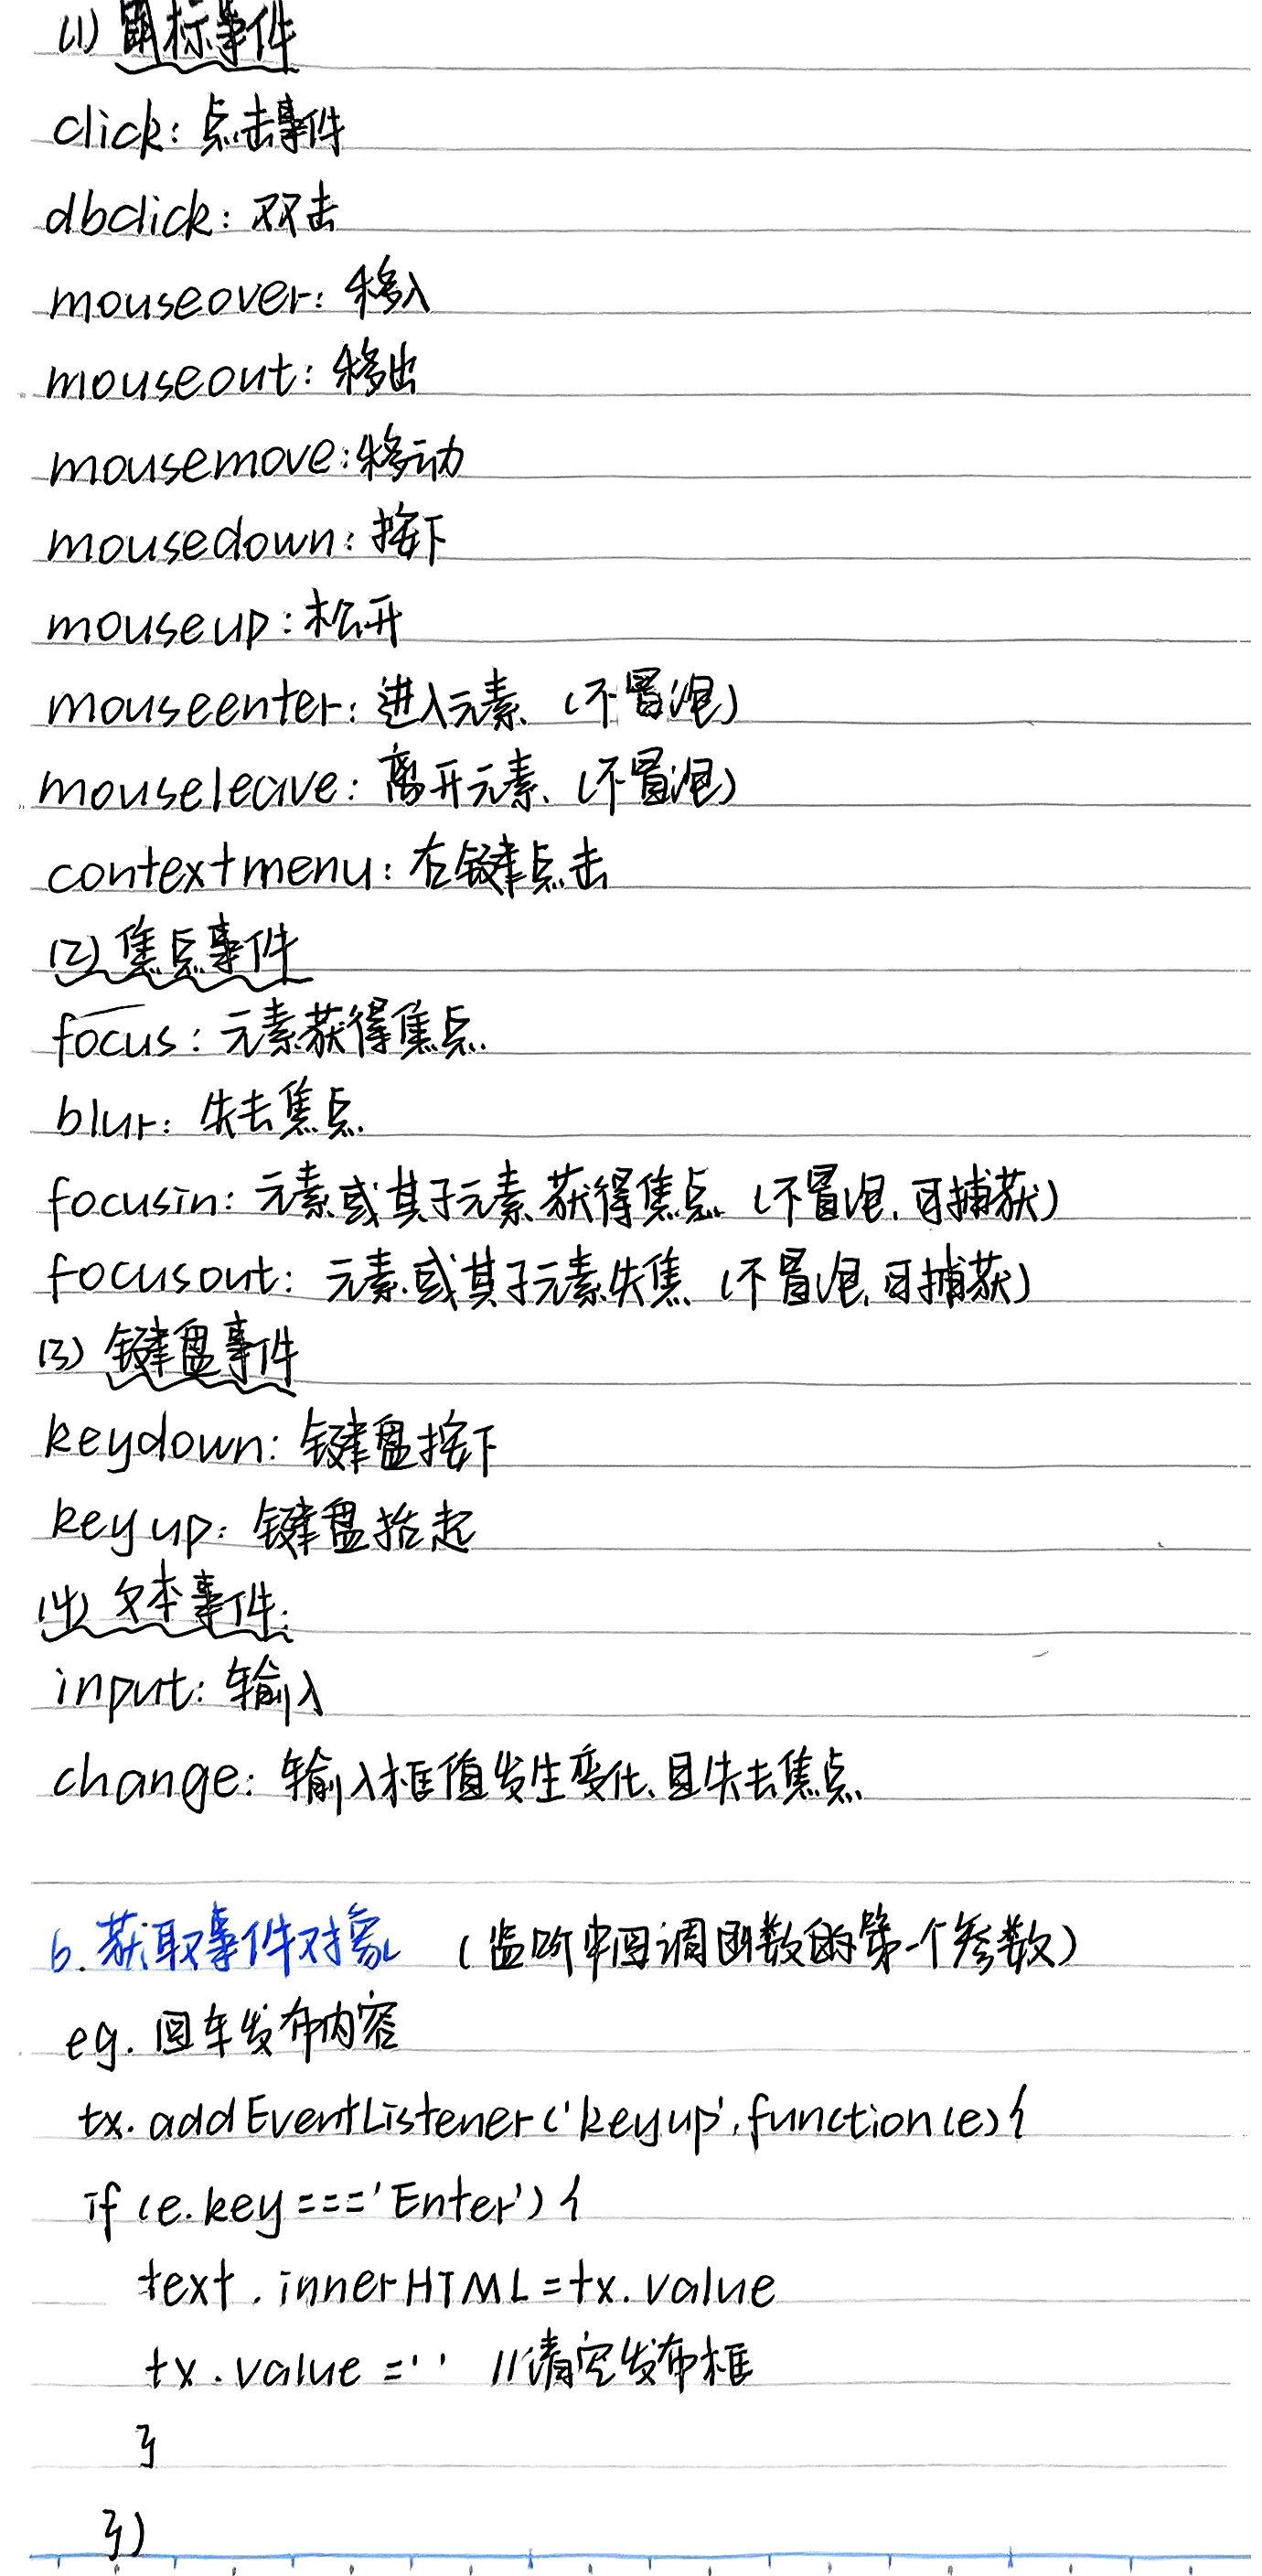 (1) 鼠标事件
click: 点击事件
dbclick: 双击
mouseover: 移入
mouseout: 移出
mousemove: 移动
mousedown: 按下
mouseup: 松开
mouseenter: 进入元素 (不冒泡)
mouseleave: 离开元素 (不冒泡)
contextmenu: 右键点击
(2) 焦点事件
focus: 元素获得焦点
blur: 失去焦点
focusin: 元素或其子元素获得焦点 (不冒泡,可捕获)
focusout: 元素或其子元素失焦 (不冒泡,可捕获)
(3) 键盘事件
keydown: 键盘按下
keyup: 键盘抬起
(4) 文本事件:
input: 输入
change: 输入框值发生变化,且失去焦点
6. 获取事件对象 (监听中回调函数的第一个参数)
eg. 回车发布内容
tx.addEventListener('keyup',function(e){
if (e.key==='Enter') {
text.innerHTML=tx.value
tx.value='' //清空发布框
}
})